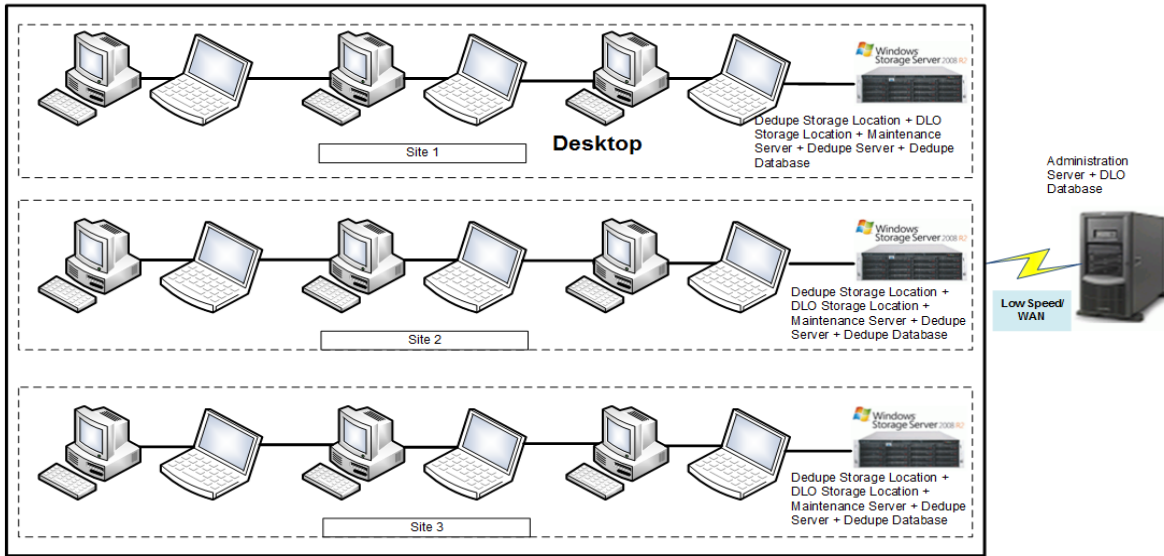 Windows
Storage Server 2008 R2
Dedupe Storage Location + DLO
Storage Location + Maintenance
Server + Dedupe Server + Dedupe
Database
Desktop
Site 1
Windows
Storage Server 2008 R2
Dedupe Storage Location +
DLO Storage Location +
Maintenance Server + Dedupe
Server + Dedupe Database
Site 2
Windows
Storage Server 2008 R2
Dedupe Storage Location +
DLO Storage Location +
Maintenance Server + Dedupe
Server + Dedupe Database
Site 3
Administration
Server + DLO
Database
Low Speed/
WAN